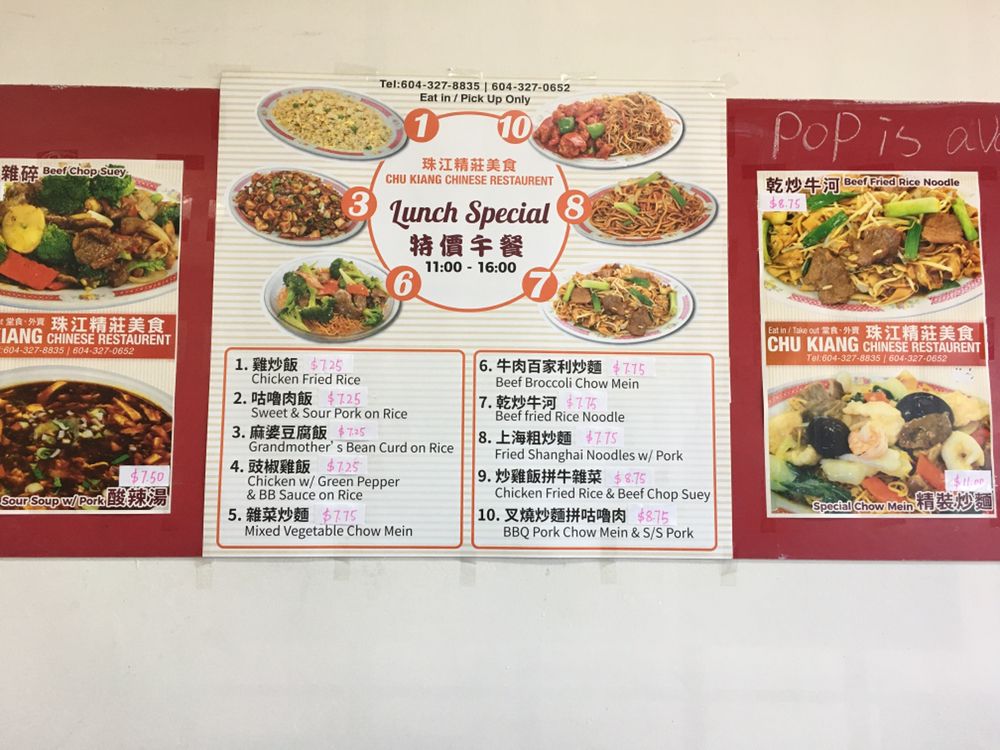 雜碎 Beef Chop Suey
堂食·外賣 珠江精莊美食
KIANG CHINESE RESTAURENT
604-327-8835 | 604-327-0652
$7.50
Sour Soup w/ Pork 酸辣湯
Tel:604-327-8835 | 604-327-0652
Eat in / Pick Up Only
1
10
3
8
6
7
珠江精莊美食
CHU KIANG CHINESE RESTAURENT
Lunch Special
特價午餐
11:00 - 16:00
1. 雞炒飯 $7.25
Chicken Fried Rice
2. 咕嚕肉飯 $7.25
Sweet & Sour Pork on Rice
3. 麻婆豆腐飯 $7.25
Grandmother's Bean Curd on Rice
4. 豉椒雞飯 $7.25
Chicken w/ Green Pepper
& BB Sauce on Rice
5. 雜菜炒麵 $7.75
Mixed Vegetable Chow Mein
6. 牛肉百家利炒麵 $7.75
Beef Broccoli Chow Mein
7. 乾炒牛河 $7.75
Beef fried Rice Noodle
8. 上海粗炒麵 $7.75
Fried Shanghai Noodles w/ Pork
9. 炒雞飯拼牛雜菜 $8.75
Chicken Fried Rice & Beef Chop Suey
10. 叉燒炒麵拼咕嚕肉 $8.75
BBQ Pork Chow Mein & S/S Pork
POP is
乾炒牛河 Beef Fried Rice Noodle
$8.75
Eat in / Take out 堂食·外賣 珠江精莊美食
CHU KIANG CHINESE RESTAURENT
Tel:604-327-8835 | 604-327-0652
$11.00
Special Chow Mein 精裝炒麵